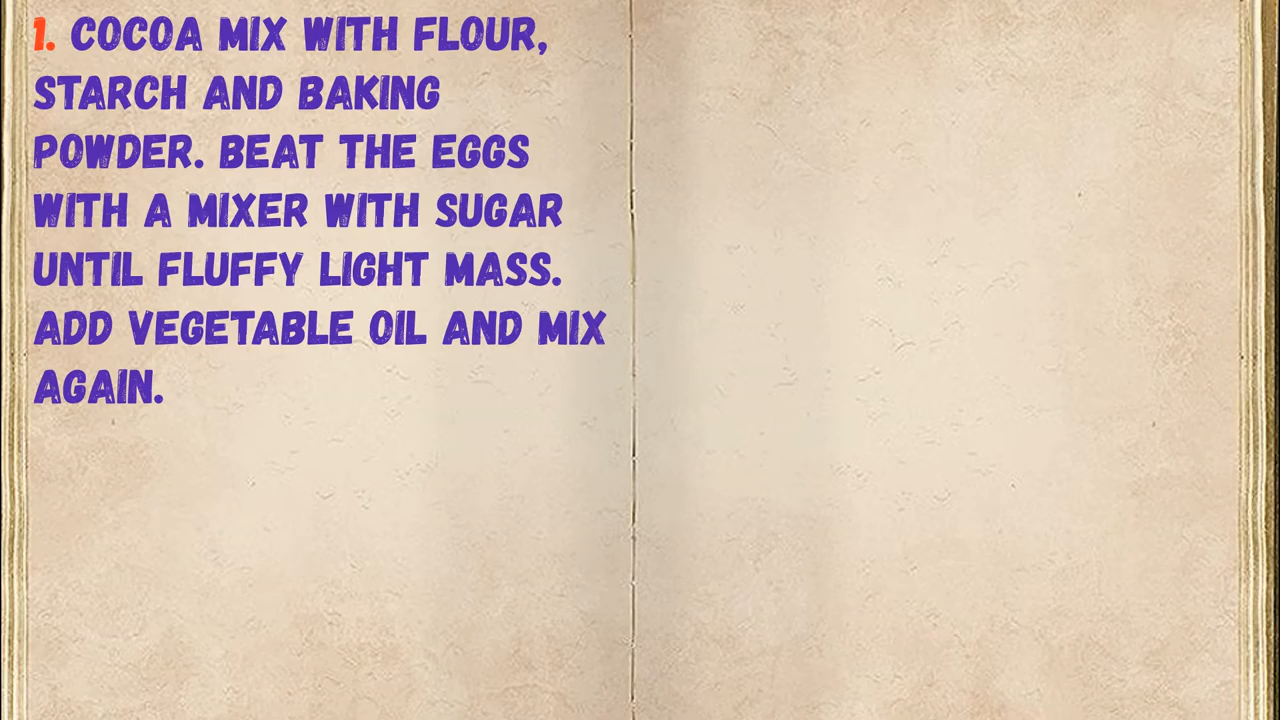 1. COCOA MIX WITH FLOUR,
STARCH AND BAKING
POWDER. BEAT THE EGGS
WITH A MIXER WITH SUGAR
UNTIL FLUFFY LIGHT MASS.
ADD VEGETABLE OIL AND MIX
AGAIN.